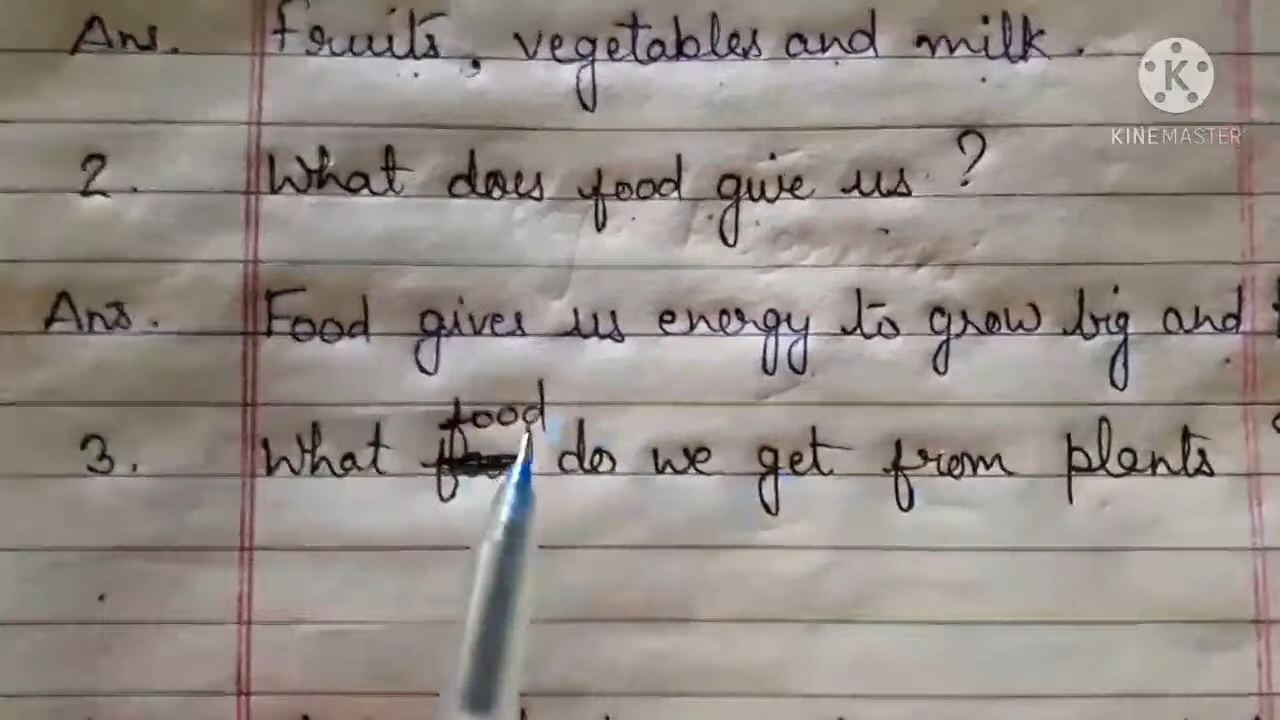 Ans. Fruits, vegetables and milk.
KINEMASTER
2. What does food give us ?
Ans. Food gives us energy to grow big and
food
3. What do we get from plants